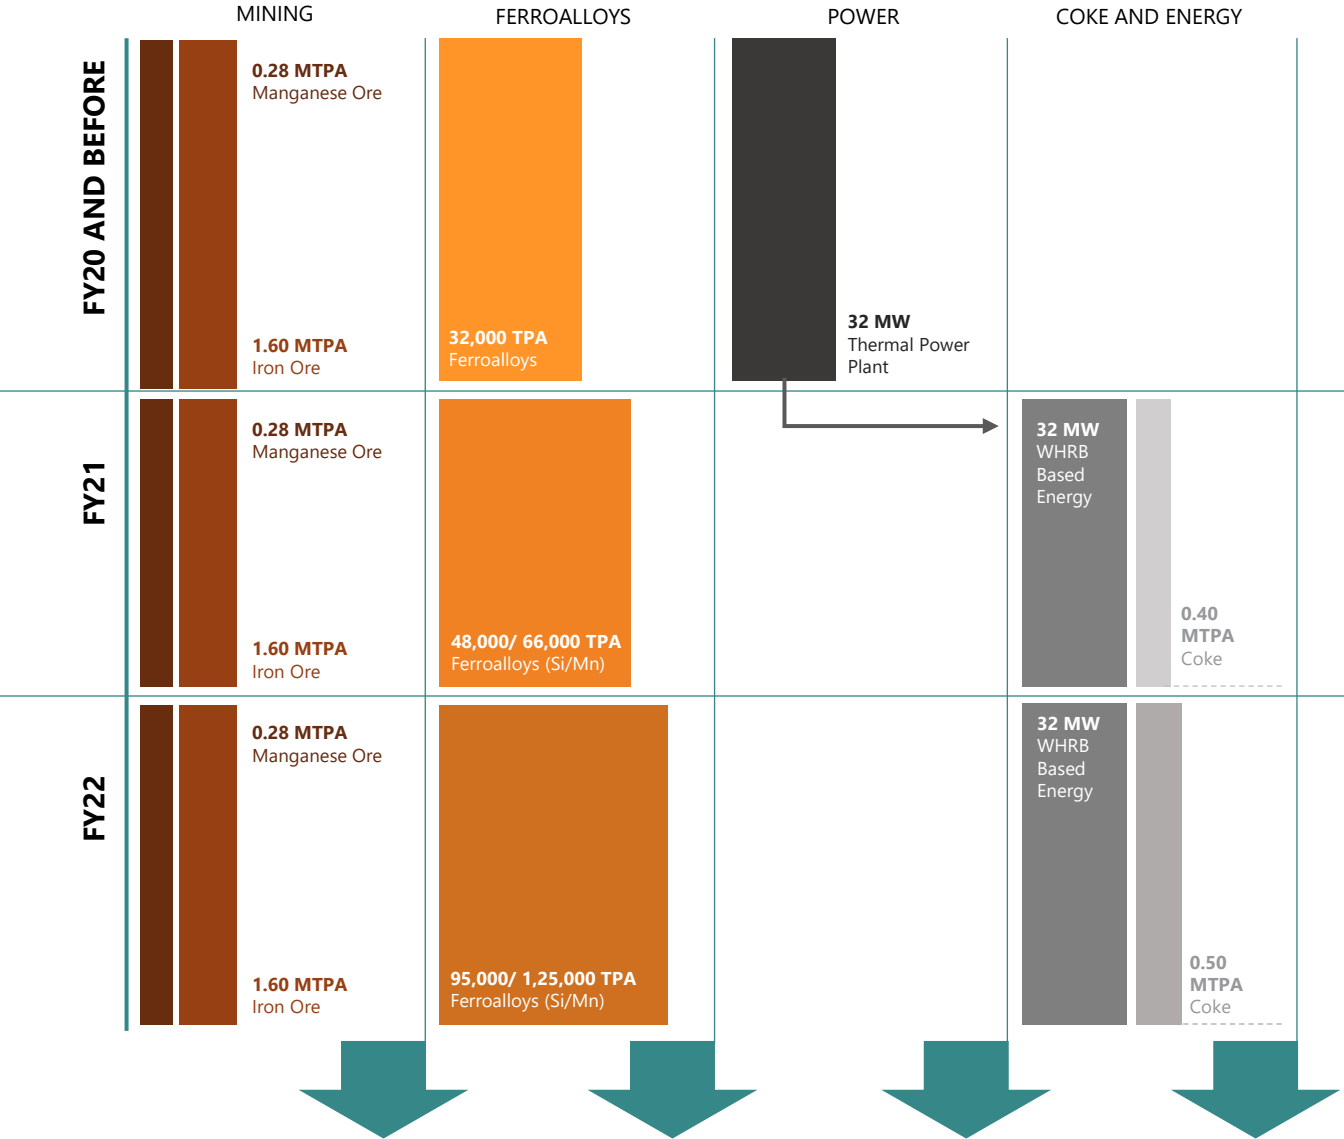 MINING
FERROALLOYS
POWER
COKE AND ENERGY
FY20 AND BEFORE
0.28 MTPA
Manganese Ore
1.60 MTPA
Iron Ore
32,000 TPA
Ferroalloys
32 MW
Thermal Power
Plant
FY21
0.28 MTPA
Manganese Ore
1.60 MTPA
Iron Ore
48,000/ 66,000 TPA
Ferroalloys (Si/Mn)
32 MW
WHRB
Based
Energy
0.40
MTPA
Coke
FY22
0.28 MTPA
Manganese Ore
1.60 MTPA
Iron Ore
95,000/ 1,25,000 TPA
Ferroalloys (Si/Mn)
32 MW
WHRB
Based
Energy
0.50
MTPA
Coke